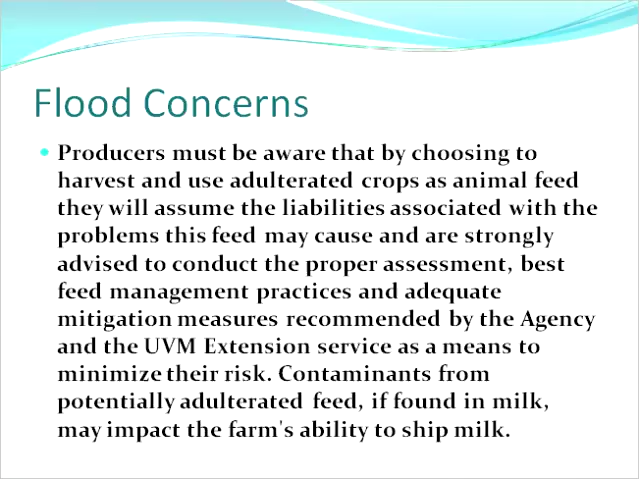 Flood Concerns
Producers must be aware that by choosing to
harvest and use adulterated crops as animal feed
they will assume the liabilities associated with the
problems this feed may cause and are strongly
advised to conduct the proper assessment, best
feed management practices and adequate
mitigation measures recommended by the Agency
and the UVM Extension service as a means to
minimize their risk. Contaminants from
potentially adulterated feed, if found in milk,
may impact the farm's ability to ship milk.